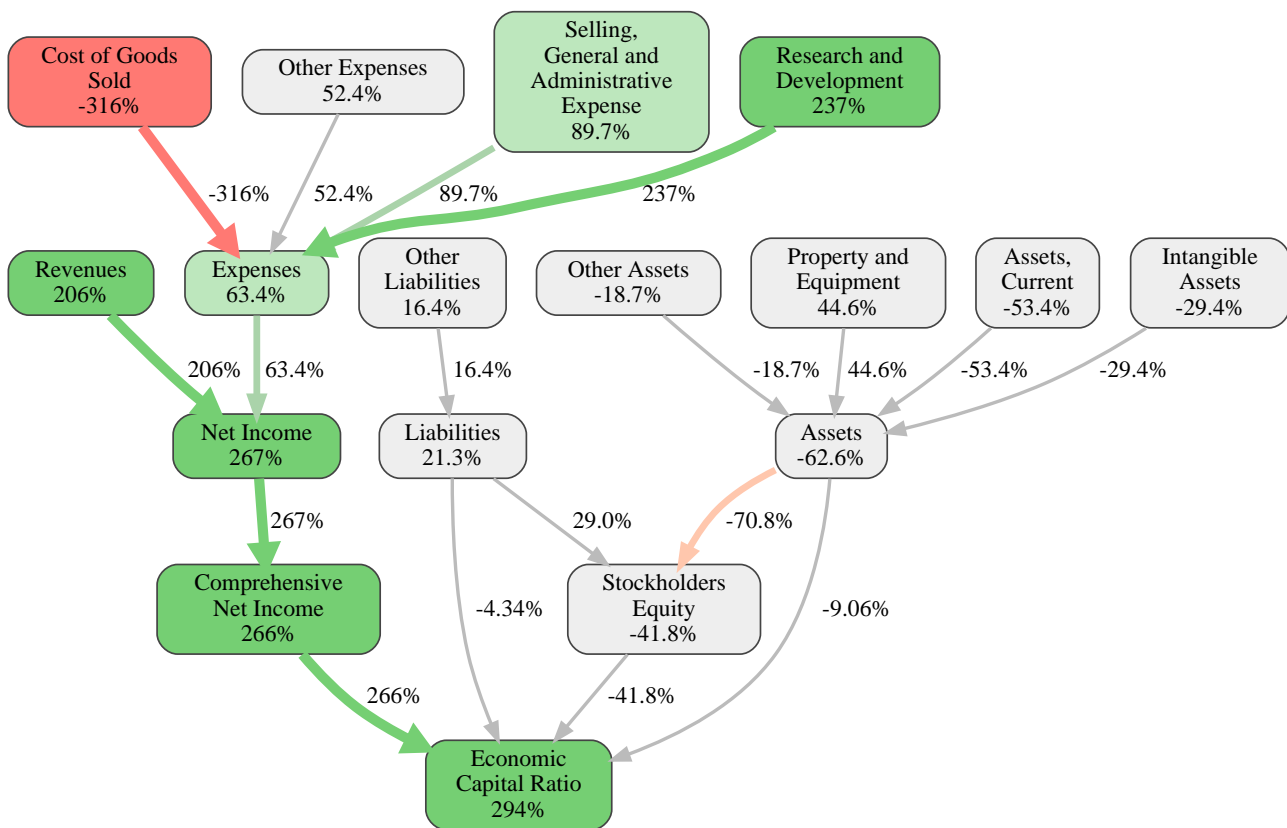 Cost of Goods
Sold
-316%
Other Expenses
52.4%
Selling,
General and
Administrative
Expense
89.7%
Research and
Development
237%
-316%
52.4%
89.7%
237%
Revenues
206%
Expenses
63.4%
Other
Liabilities
16.4%
Other Assets
-18.7%
Property and
Equipment
44.6%
Assets,
Current
-53.4%
Intangible
Assets
-29.4%
206%
63.4%
16.4%
-18.7%
44.6%
-53.4%
-29.4%
Net Income
267%
Liabilities
21.3%
Assets
-62.6%
267%
29.0%
-70.8%
Comprehensive
Net Income
266%
-4.34%
Stockholders
Equity
-41.8%
-9.06%
266%
-41.8%
Economic
Capital Ratio
294%